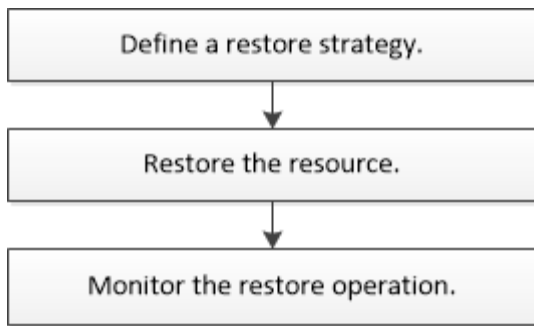 Define a restore strategy.
Restore the resource.
Monitor the restore operation.